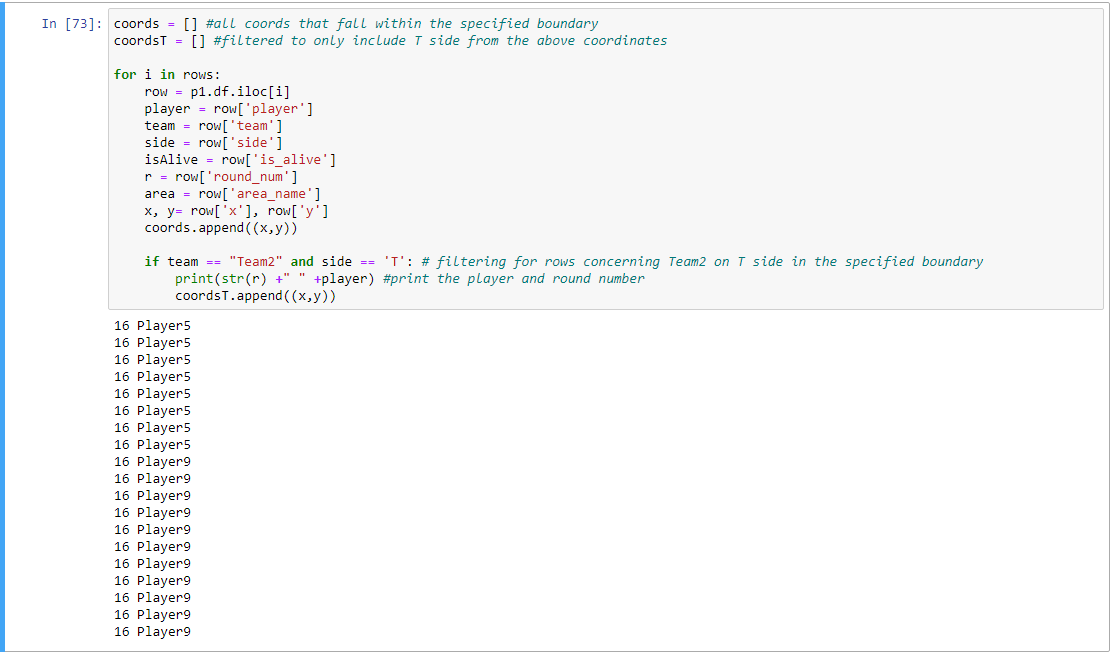 In [73]: coords = [] #all coords that fall within the specified boundary
coordsT = [] #filtered to only include T side from the above coordinates
for i in rows:
row = p1.df.iloc[i]
player = row['player']
team = row['team']
side = row['side']
isAlive = row['is_alive']
r = row['round_num']
area = row['area_name']
x, y= row['x'], row['y']
coords.append((x,y))
if team == "Team2" and side == 'T': # filtering for rows concerning Team2 on T side in the specified boundary
print(str(r) +" " +player) #print the player and round number
coordsT.append((x,y))
16 Player5
16 Player5
16 Player5
16 Player5
16 Player5
16 Player5
16 Player5
16 Player5
16 Player9
16 Player9
16 Player9
16 Player9
16 Player9
16 Player9
16 Player9
16 Player9
16 Player9
16 Player9
16 Player9